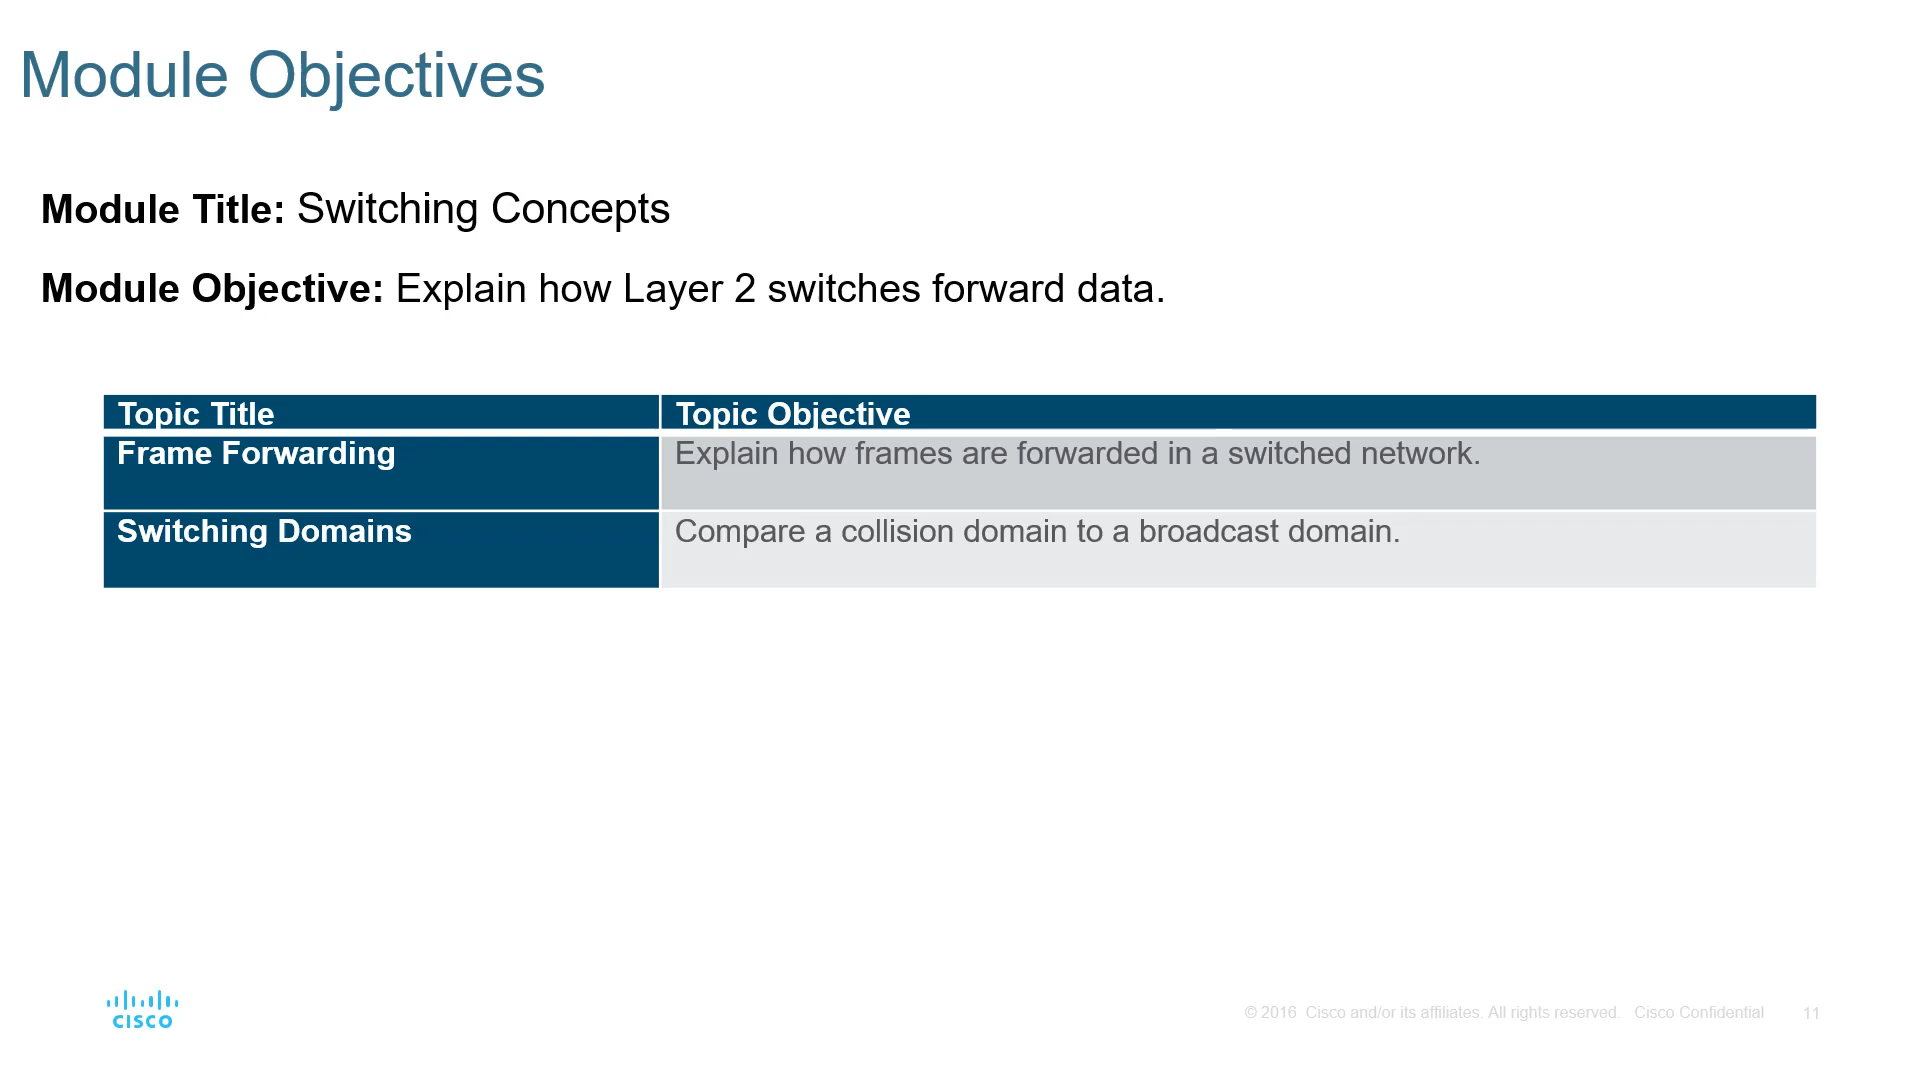 Module Objectives
Module Title: Switching Concepts
Module Objective: Explain how Layer 2 switches forward data.
Topic Title Topic Objective
Frame Forwarding Explain how frames are forwarded in a switched network.
Switching Domains Compare a collision domain to a broadcast domain.
CISCO
© 2016 Cisco and/or its affiliates. All rights reserved. Cisco Confidential 11